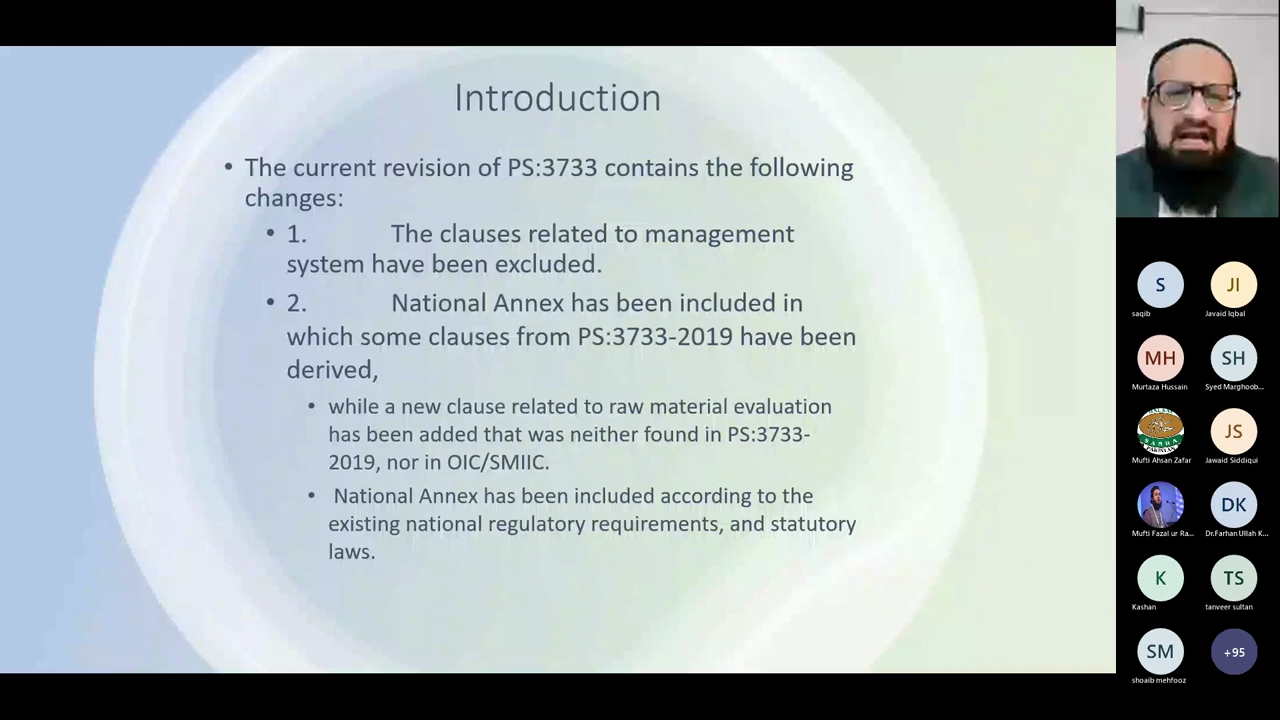 Introduction
• The current revision of PS:3733 contains the following
changes:
• 1. The clauses related to management
system have been excluded.
• 2. National Annex has been included in
which some clauses from PS:3733-2019 have been
derived,
• while a new clause related to raw material evaluation
has been added that was neither found in PS:3733-
2019, nor in OIC/SMIIC.
• National Annex has been included according to the
existing national regulatory requirements, and statutory
laws.
S
saqib
JI
Javaid Iqbal
MH
Murtaza Hussain
SH
Syed Marghoob...
Mufti Ahsan Zafar
JS
Jawaid Siddiqui
Mufti Fazal ur Ra...
DK
Dr.Farhan Ullah K...
K
Kashan
TS
tanveer sultan
SM
shoaib mehfooz
+95